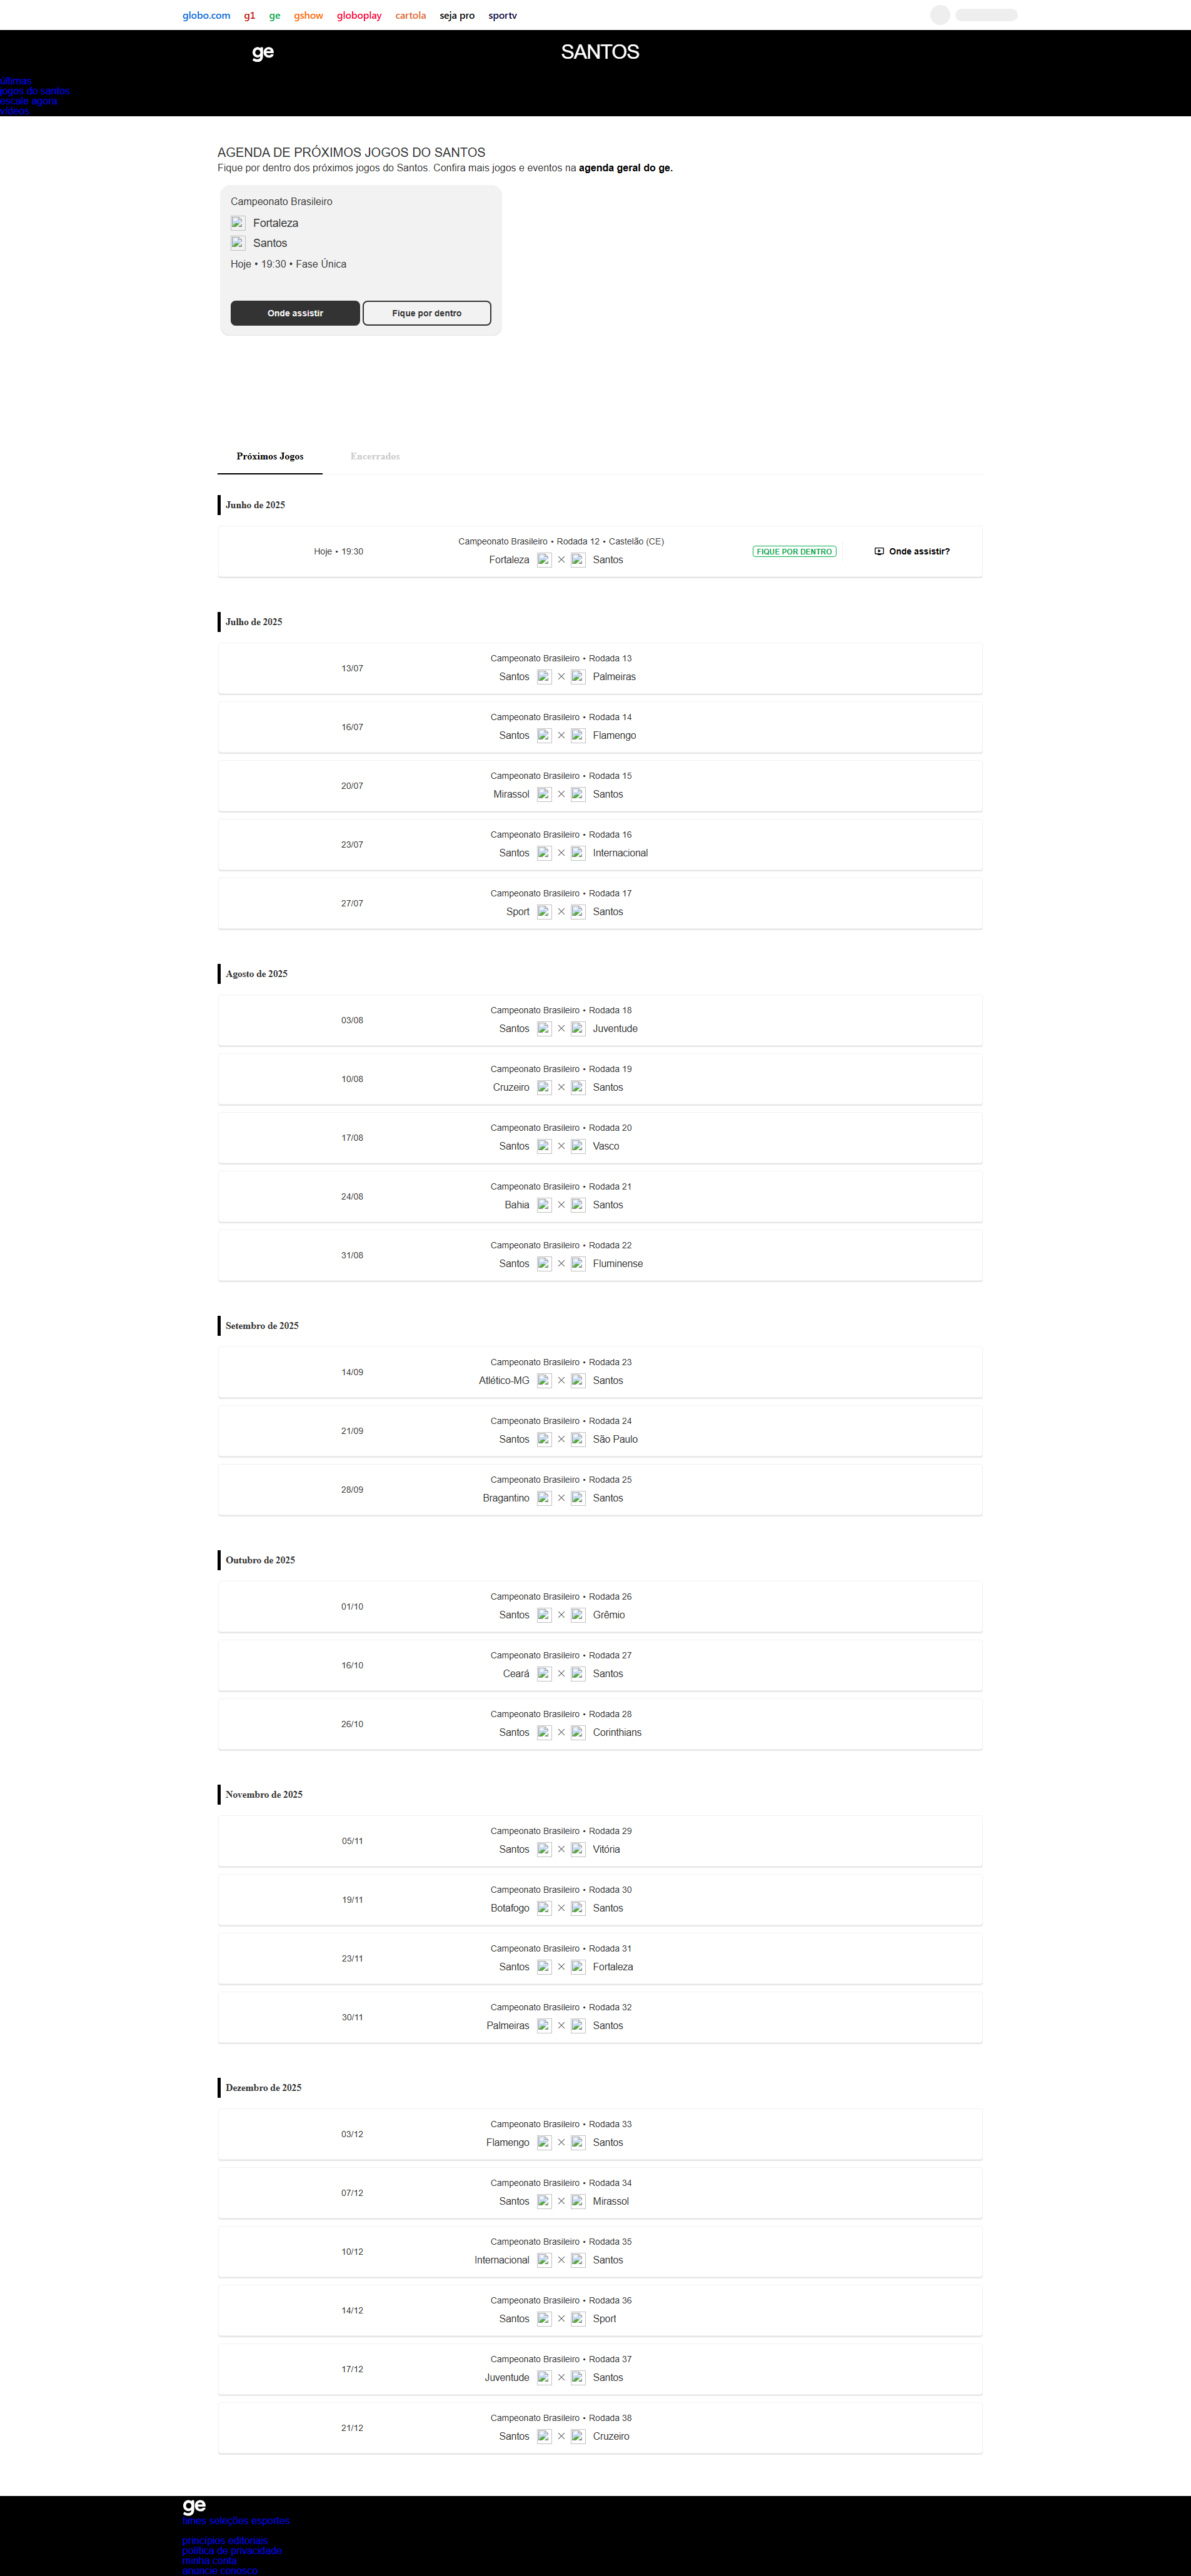 globo.com g1 ge gshow globoplay cartola seja pro sportv
ge SANTOS
últimas
jogos do santos
escale agora
vídeos
AGENDA DE PRÓXIMOS JOGOS DO SANTOS
Fique por dentro dos próximos jogos do Santos. Confira mais jogos e eventos na agenda geral do ge.
Campeonato Brasileiro
Fortaleza
Santos
Hoje • 19:30 • Fase Única
Onde assistir Fique por dentro
Próximos Jogos Encerrados
Junho de 2025
Campeonato Brasileiro • Rodada 12 • Castelão (CE)
Hoje • 19:30 FIQUE POR DENTRO Onde assistir?
Fortaleza Santos
Julho de 2025
Campeonato Brasileiro • Rodada 13
13/07
Santos Palmeiras
Campeonato Brasileiro • Rodada 14
16/07
Santos Flamengo
Campeonato Brasileiro • Rodada 15
20/07
Mirassol Santos
Campeonato Brasileiro • Rodada 16
23/07
Santos Internacional
Campeonato Brasileiro • Rodada 17
27/07
Sport Santos
Agosto de 2025
Campeonato Brasileiro • Rodada 18
03/08
Santos Juventude
Campeonato Brasileiro • Rodada 19
10/08
Cruzeiro Santos
Campeonato Brasileiro • Rodada 20
17/08
Santos Vasco
Campeonato Brasileiro • Rodada 21
24/08
Bahia Santos
Campeonato Brasileiro • Rodada 22
31/08
Santos Fluminense
Setembro de 2025
Campeonato Brasileiro • Rodada 23
14/09
Atlético-MG Santos
Campeonato Brasileiro • Rodada 24
21/09
Santos São Paulo
Campeonato Brasileiro • Rodada 25
28/09
Bragantino Santos
Outubro de 2025
Campeonato Brasileiro • Rodada 26
01/10
Santos Grêmio
Campeonato Brasileiro • Rodada 27
16/10
Ceará Santos
Campeonato Brasileiro • Rodada 28
26/10
Santos Corinthians
Novembro de 2025
Campeonato Brasileiro • Rodada 29
05/11
Santos Vitória
Campeonato Brasileiro • Rodada 30
19/11
Botafogo Santos
Campeonato Brasileiro • Rodada 31
23/11
Santos Fortaleza
Campeonato Brasileiro • Rodada 32
30/11
Palmeiras Santos
Dezembro de 2025
Campeonato Brasileiro • Rodada 33
03/12
Flamengo Santos
Campeonato Brasileiro • Rodada 34
07/12
Santos Mirassol
Campeonato Brasileiro • Rodada 35
10/12
Internacional Santos
Campeonato Brasileiro • Rodada 36
14/12
Santos Sport
Campeonato Brasileiro • Rodada 37
17/12
Juventude Santos
Campeonato Brasileiro • Rodada 38
21/12
Santos Cruzeiro
ge
times seleções esportes
princípios editoriais
política de privacidade
minha conta
anuncie conosco